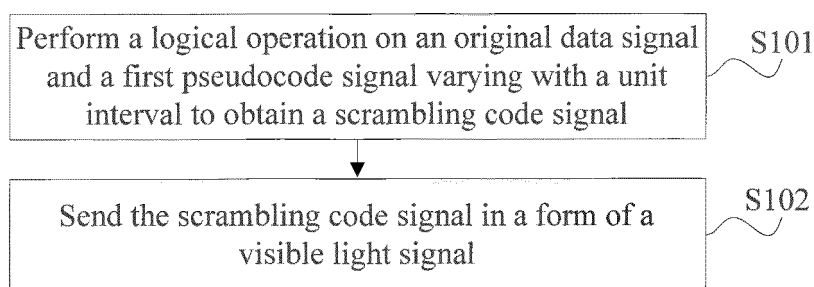 Perform a logical operation on an original data signal
and a first pseudocode signal varying with a unit
interval to obtain a scrambling code signal
S101
Send the scrambling code signal in a form of a
visible light signal
S102